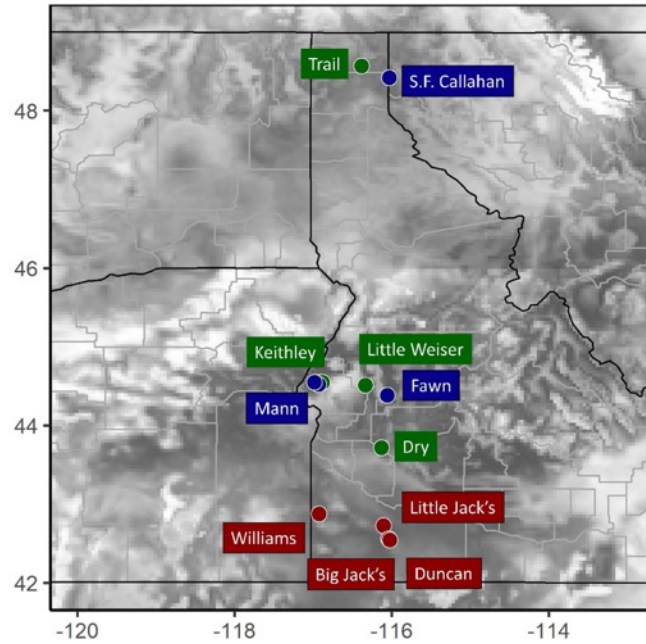 Trail
S.F. Callahan
48
46
Keithley
Little Weiser
Mann
Fawn
44
Dry
Little Jack's
Williams
Big Jack's
Duncan
42
-120
-118
-116
-114